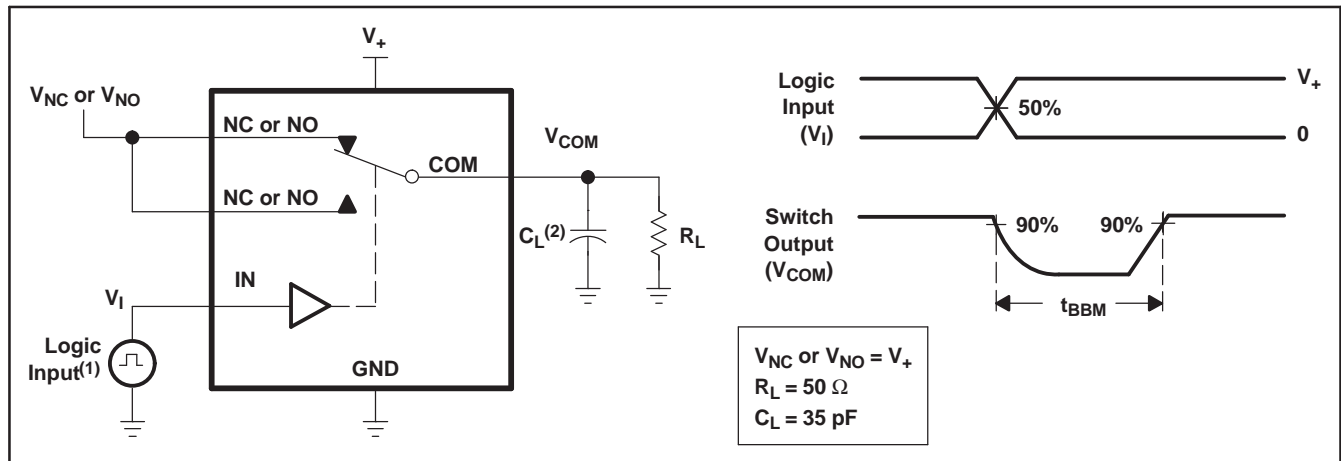 V+
VNC or VNO
NC or NO
COM
VCOM
NC or NO
CL(2)
RL
IN
VI
Logic
Input(1)
GND
Logic
Input
(VI)
50%
V+
0
Switch
Output
(VCOM)
90%
90%
tBBM
VNC or VNO = V+
RL = 50 Ω
CL = 35 pF